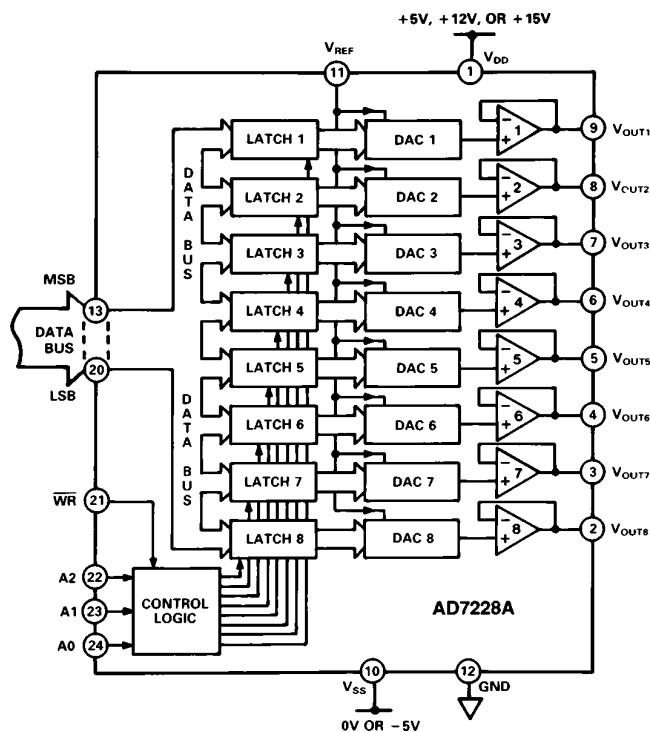 +5V, +12V, OR +15V
VREF
VDD
11
1
LATCH 1
DAC 1
− + 1
9 VOUT1
LATCH 2
DAC 2
− + 2
8 VOUT2
LATCH 3
DAC 3
− + 3
7 VOUT3
LATCH 4
DAC 4
− + 4
6 VOUT4
LATCH 5
DAC 5
− + 5
5 VOUT5
LATCH 6
DAC 6
− + 6
4 VOUT6
LATCH 7
DAC 7
− + 7
3 VOUT7
LATCH 8
DAC 8
− + 8
2 VOUT8
DATA BUS
DATA BUS
MSB
13
DATA
BUS
20
LSB
WR 21
A2 22
A1 23
A0 24
CONTROL
LOGIC
AD7228A
10
VSS
12
GND
0V OR −5V